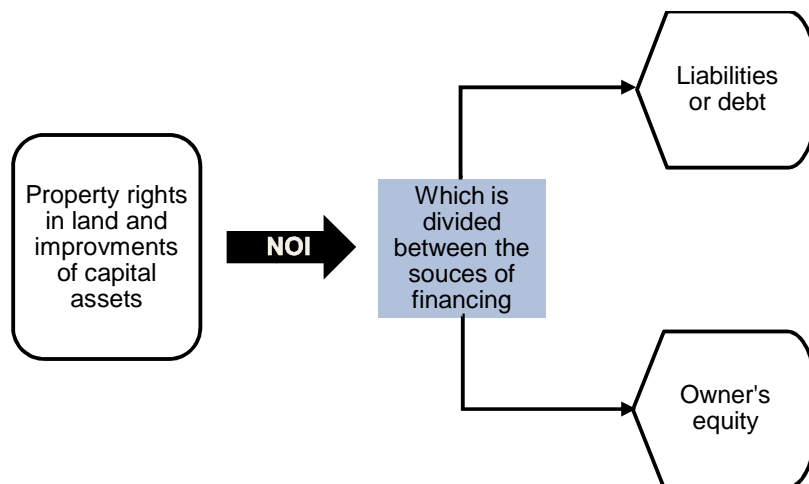 Property rights
in land and
improvments
of capital
assets
NOI
Which is
divided
between the
souces of
financing
Liabilities
or debt
Owner's
equity